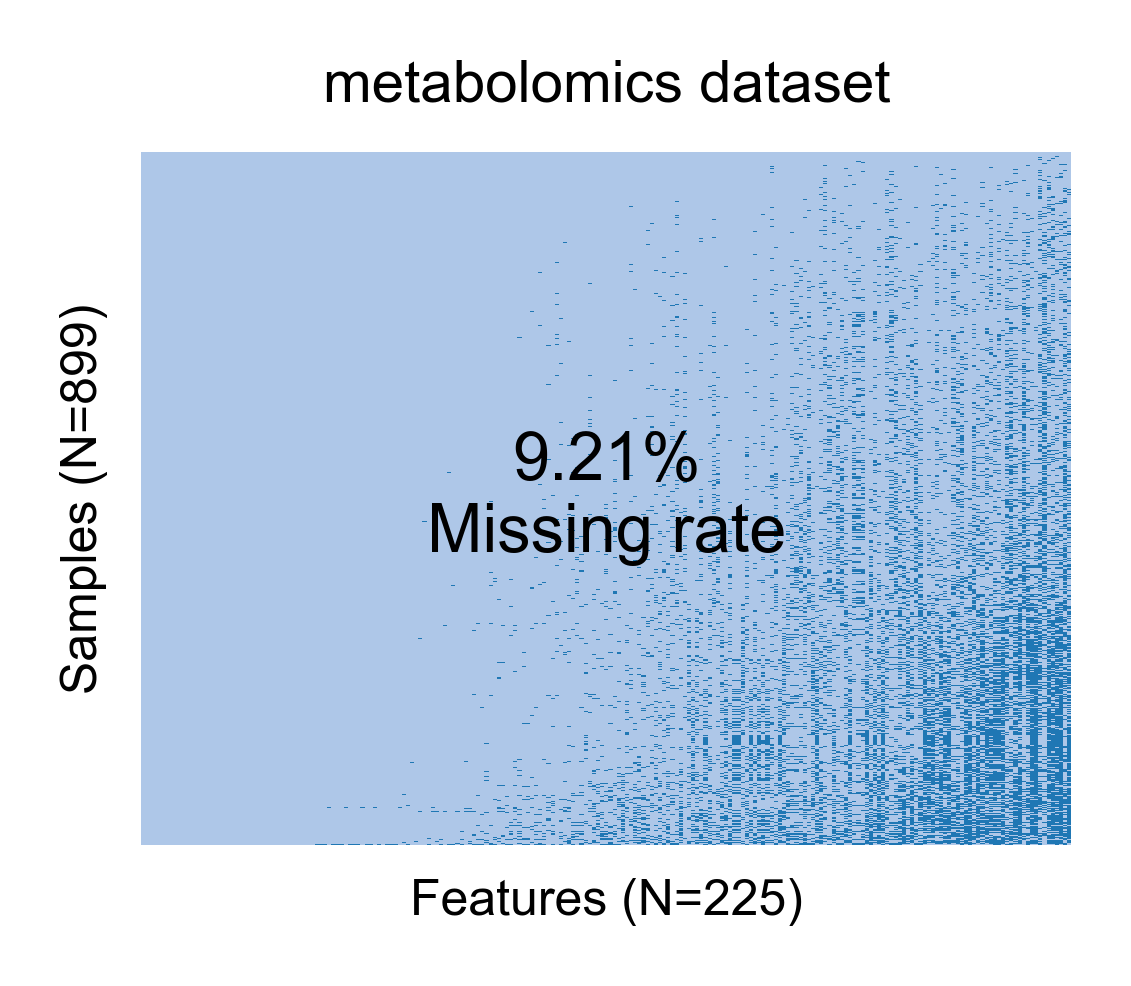 metabolomics dataset
Samples (N=899)
9.21%
Missing rate
Features (N=225)